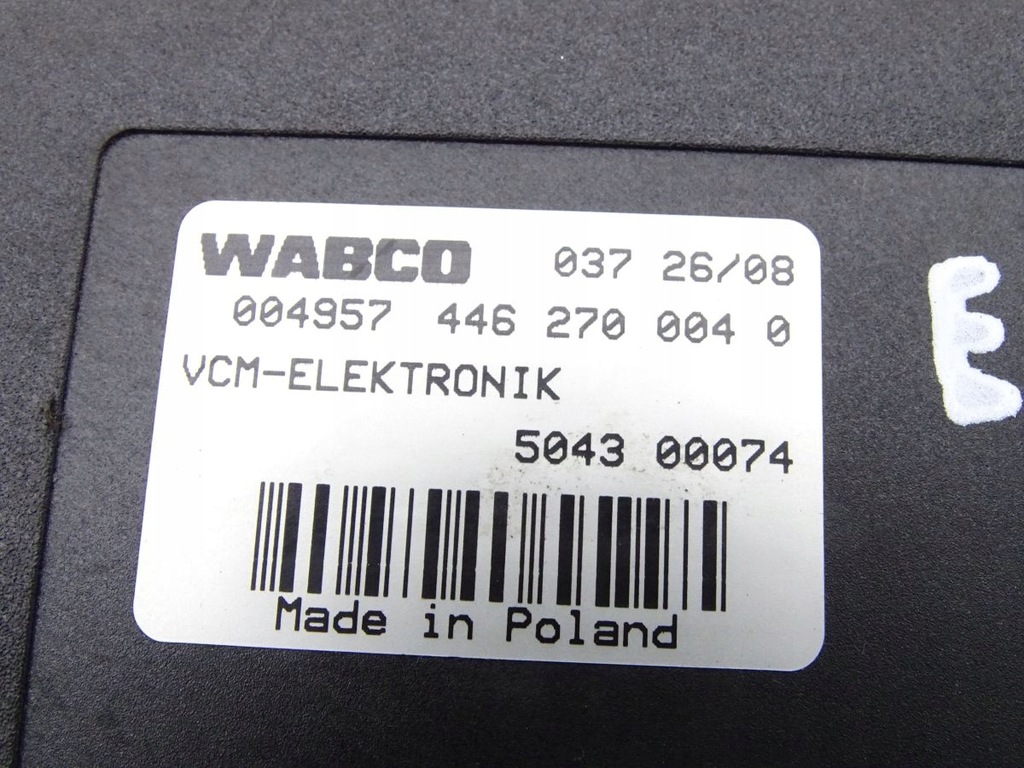 WABCO 037 26/08
004957 446 270 004 0
VCM-ELEKTRONIK
5043 00074
Made in Poland
E